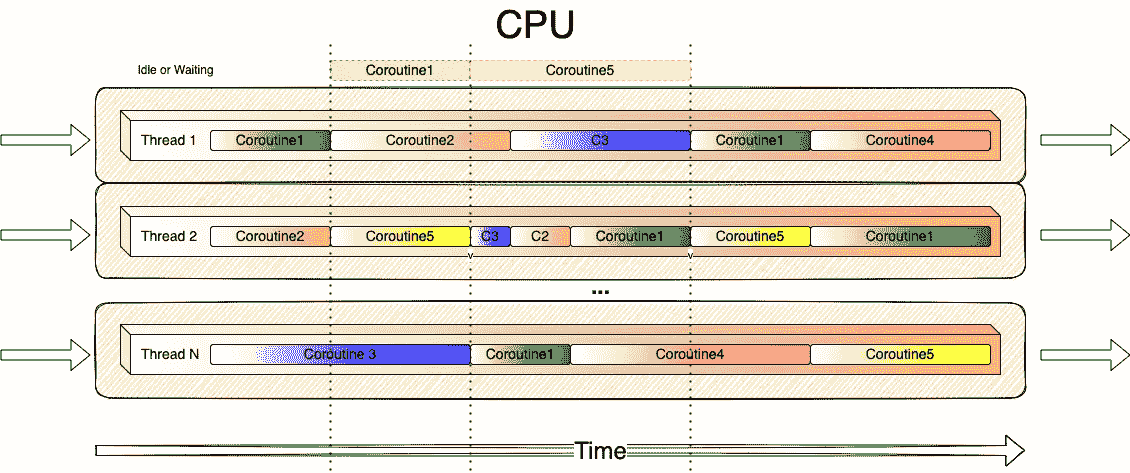 CPU
Idle or Waiting Coroutine1 Coroutine5
Thread 1 Coroutine1 Coroutine2 C3 Coroutine1 Coroutine4
Thread 2 Coroutine2 Coroutine5 C3 C2 Coroutine1 Coroutine5 Coroutine1
...
Thread N Coroutine 3 Coroutine1 Coroutine4 Coroutine5
Time